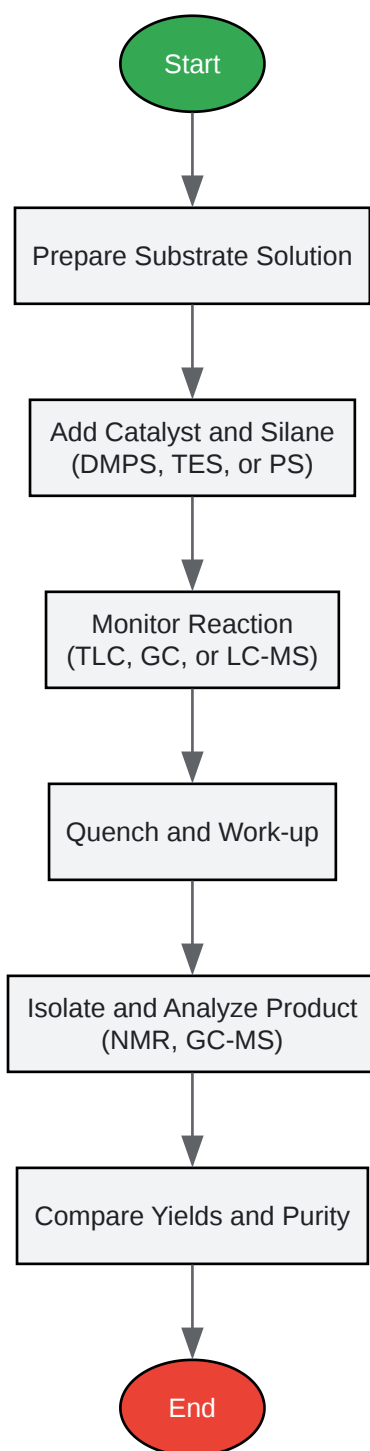 Start
Prepare Substrate Solution
Add Catalyst and Silane
(DMPS, TES, or PS)
Monitor Reaction
(TLC, GC, or LC-MS)
Quench and Work-up
Isolate and Analyze Product
(NMR, GC-MS)
Compare Yields and Purity
End